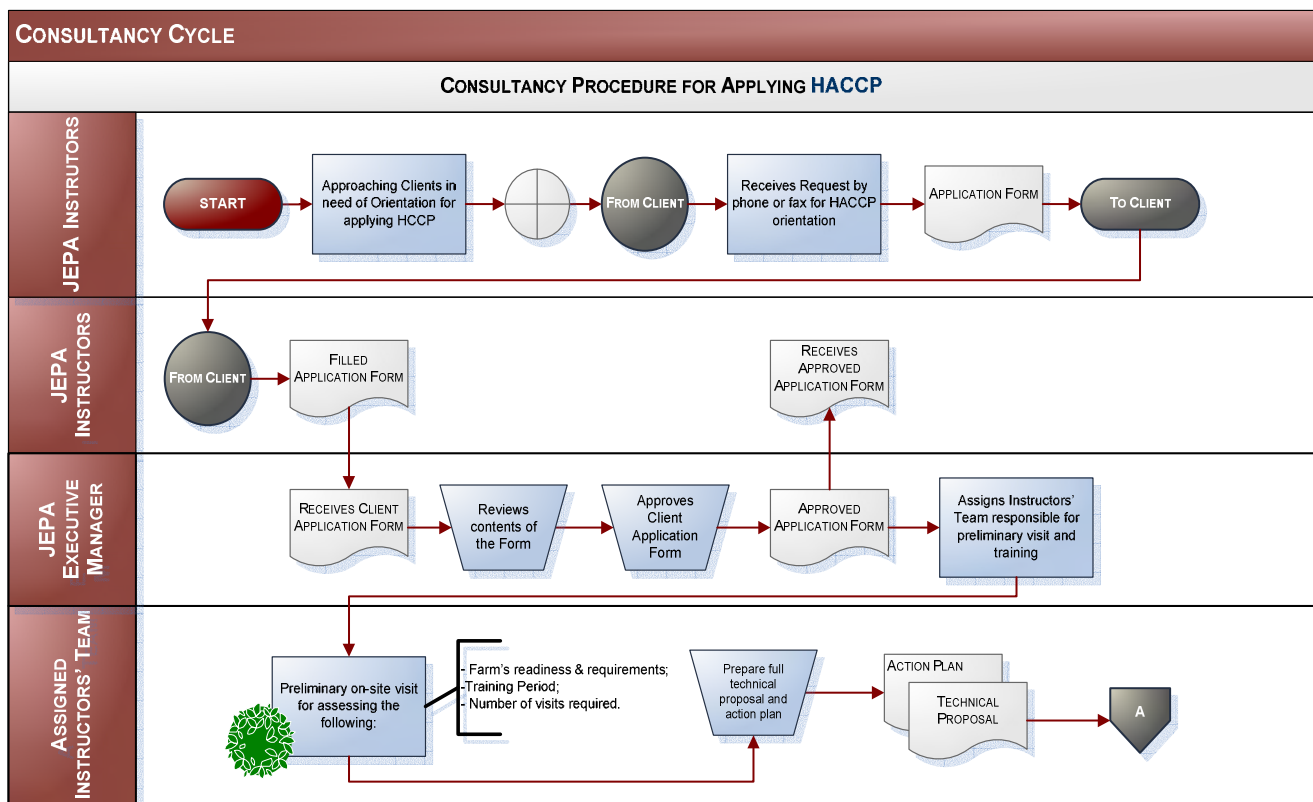 CONSULTANCY CYCLE
CONSULTANCY PROCEDURE FOR APPLYING HACCP
JEPA INSTRUTORS
START
Approaching Clients in
need of Orientation for
applying HCCP
FROM CLIENT
Receives Request by
phone or fax for HACCP
orientation
APPLICATION FORM
TO CLIENT
JEPA
INSTRUCTORS
FROM CLIENT
FILLED
APPLICATION FORM
RECEIVES
APPROVED
APPLICATION FORM
JEPA
EXECUTIVE
MANAGER
RECEIVES CLIENT
APPLICATION FORM
Reviews
contents of
the Form
Approves
Client
Application
Form
APPROVED
APPLICATION FORM
Assigns Instructors'
Team responsible for
preliminary visit and
training
ASSIGNED
INSTRUCTORS' TEAM
Preliminary on-site visit
for assessing the
following:
- Farm's readiness & requirements;
- Training Period;
- Number of visits required.
Prepare full
technical
proposal and
action plan
ACTION PLAN
TECHNICAL
PROPOSAL
A